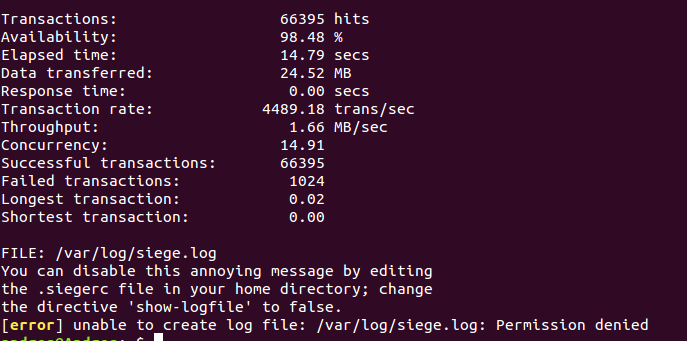 Transactions: 66395 hits
Availability: 98.48 %
Elapsed time: 14.79 secs
Data transferred: 24.52 MB
Response time: 0.00 secs
Transaction rate: 4489.18 trans/sec
Throughput: 1.66 MB/sec
Concurrency: 14.91
Successful transactions: 66395
Failed transactions: 1024
Longest transaction: 0.02
Shortest transaction: 0.00
FILE: /var/log/siege.log
You can disable this annoying message by editing
the .siegerc file in your home directory; change
the directive 'show-logfile' to false.
[error] unable to create log file: /var/log/siege.log: Permission denied